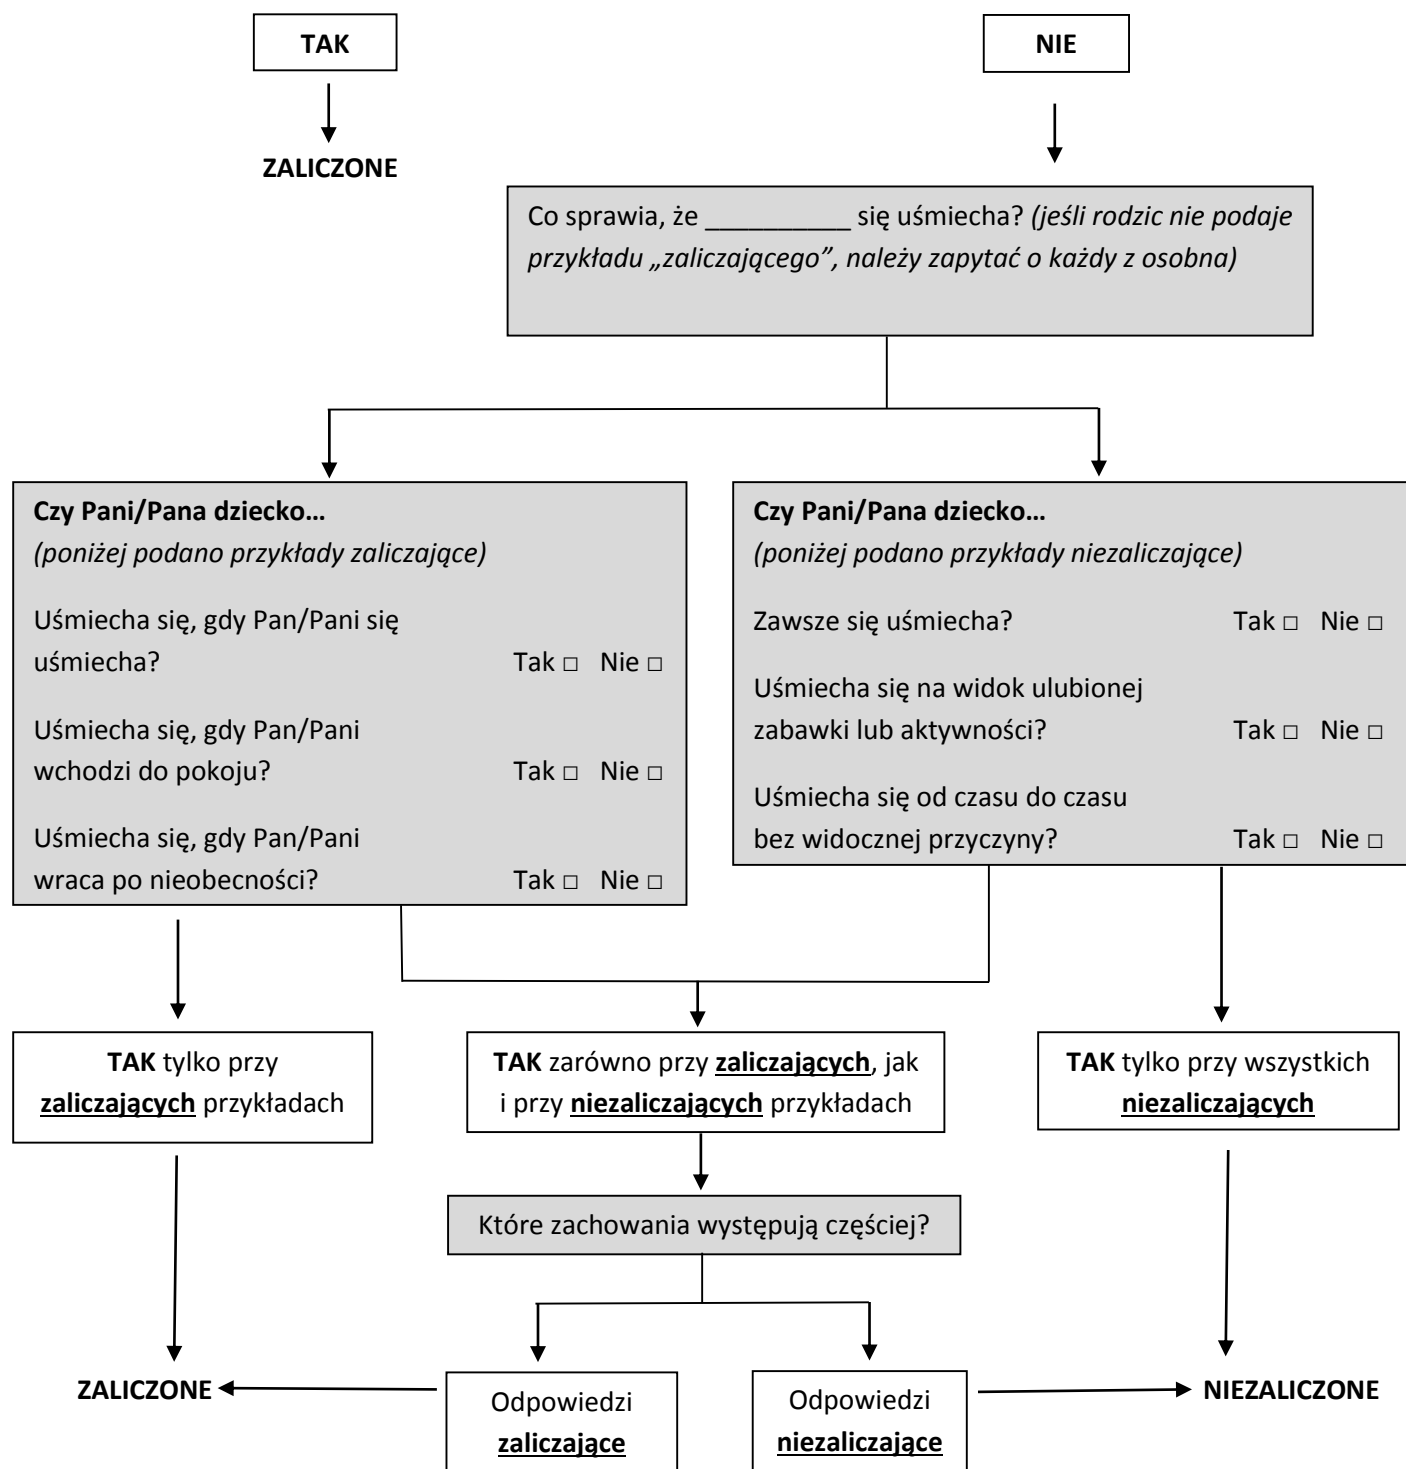 TAK
NIE
ZALICZONE
Co sprawia, że __________ się uśmiecha? (jeśli rodzic nie podaje
przykładu „zaliczającego”, należy zapytać o każdy z osobna)
Czy Pani/Pana dziecko...
(poniżej podano przykłady zaliczające)
Uśmiecha się, gdy Pan/Pani się
uśmiecha? Tak □ Nie □
Uśmiecha się, gdy Pan/Pani
wchodzi do pokoju? Tak □ Nie □
Uśmiecha się, gdy Pan/Pani
wraca po nieobecności? Tak □ Nie □
Czy Pani/Pana dziecko...
(poniżej podano przykłady niezaliczające)
Zawsze się uśmiecha? Tak □ Nie □
Uśmiecha się na widok ulubionej
zabawki lub aktywności? Tak □ Nie □
Uśmiecha się od czasu do czasu
bez widocznej przyczyny? Tak □ Nie □
TAK tylko przy
zaliczających przykładach
TAK zarówno przy zaliczających, jak
i przy niezaliczających przykładach
TAK tylko przy wszystkich
niezaliczających
Które zachowania występują częściej?
ZALICZONE
Odpowiedzi
zaliczające
Odpowiedzi
niezaliczające
NIEZALICZONE